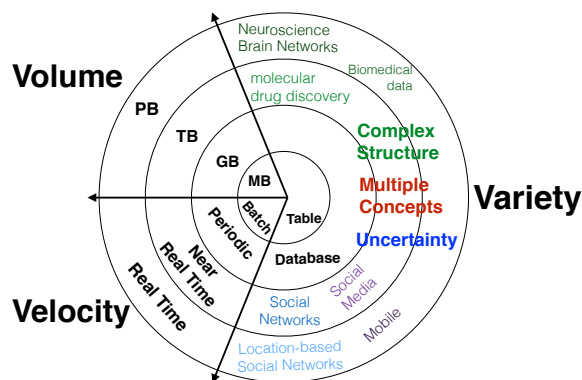 Neuroscience
Brain Networks
Volume
molecular
drug discovery
Biomedical
data
PB
TB
GB
MB
Complex
Structure
Multiple
Concepts
Uncertainty
Variety
Batch
Periodic
Near
Real Time
Real Time
Velocity
Table
Database
Social
Networks
Social
Media
Mobile
Location-based
Social Networks